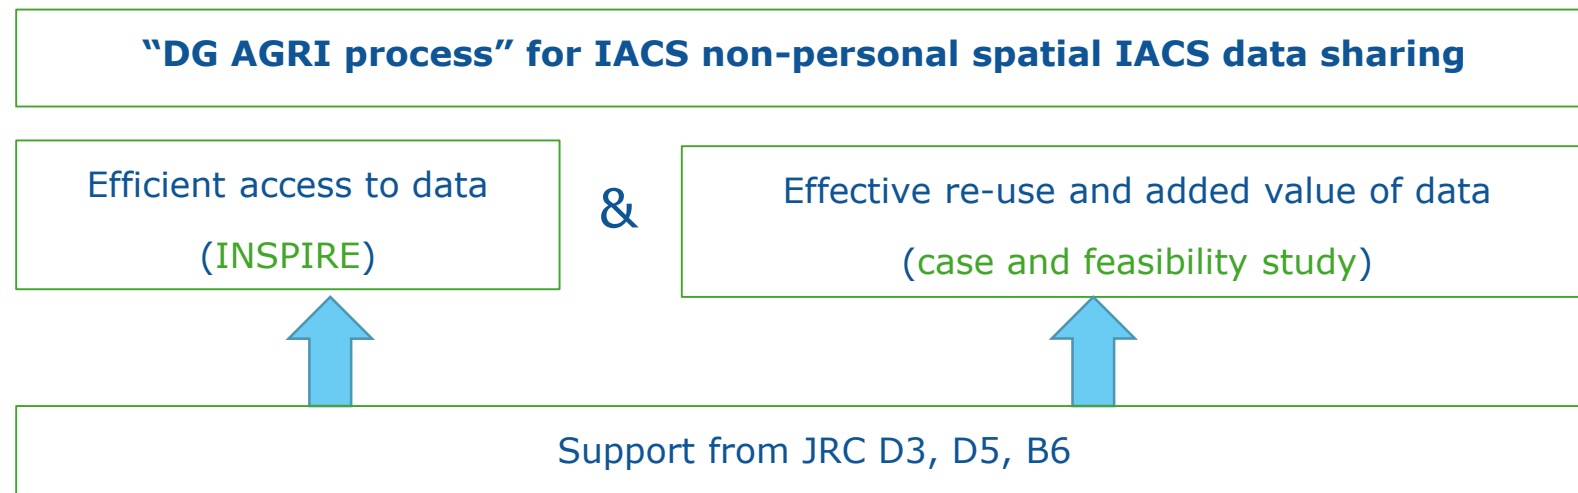 “DG AGRI process” for IACS non-personal spatial IACS data sharing
Efficient access to data
(INSPIRE)
&
Effective re-use and added value of data
(case and feasibility study)
Support from JRC D3, D5, B6